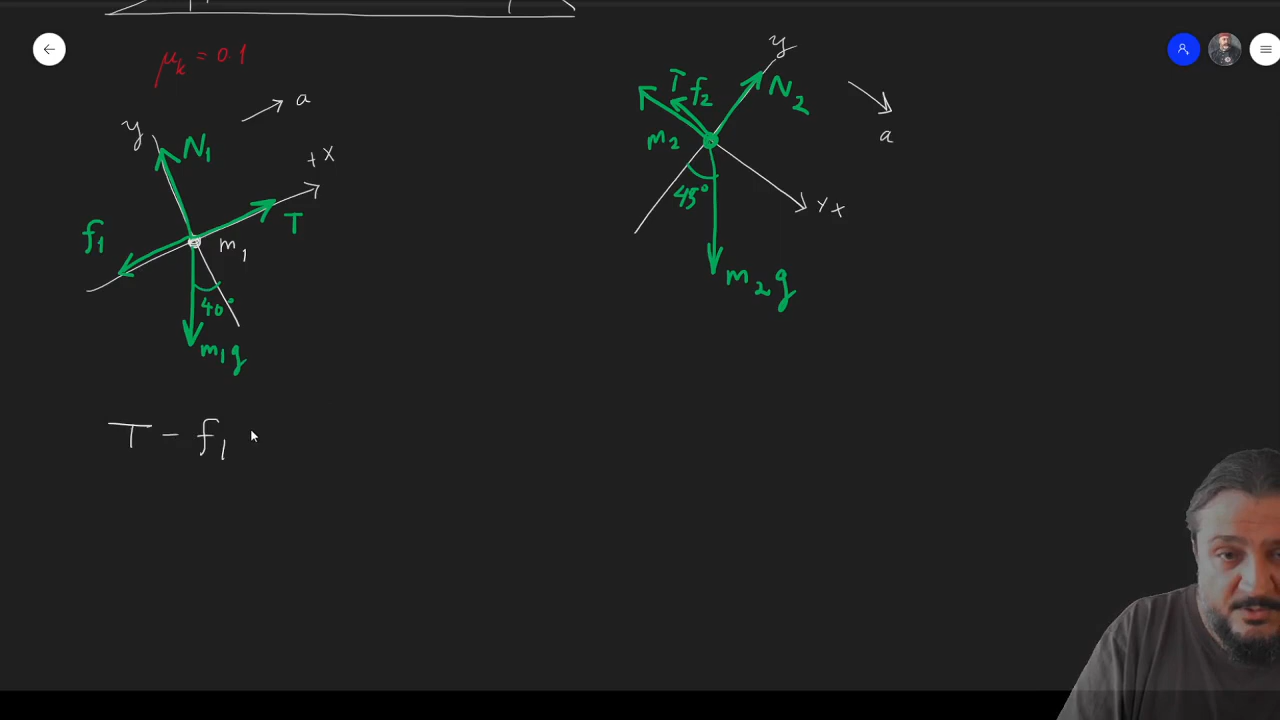 μk = 0.1
a
y
N1
+ X
f1
T
m1
40°
m1g
T - f1
y
T
f2
N2
m2
a
45°
Y X
m2g